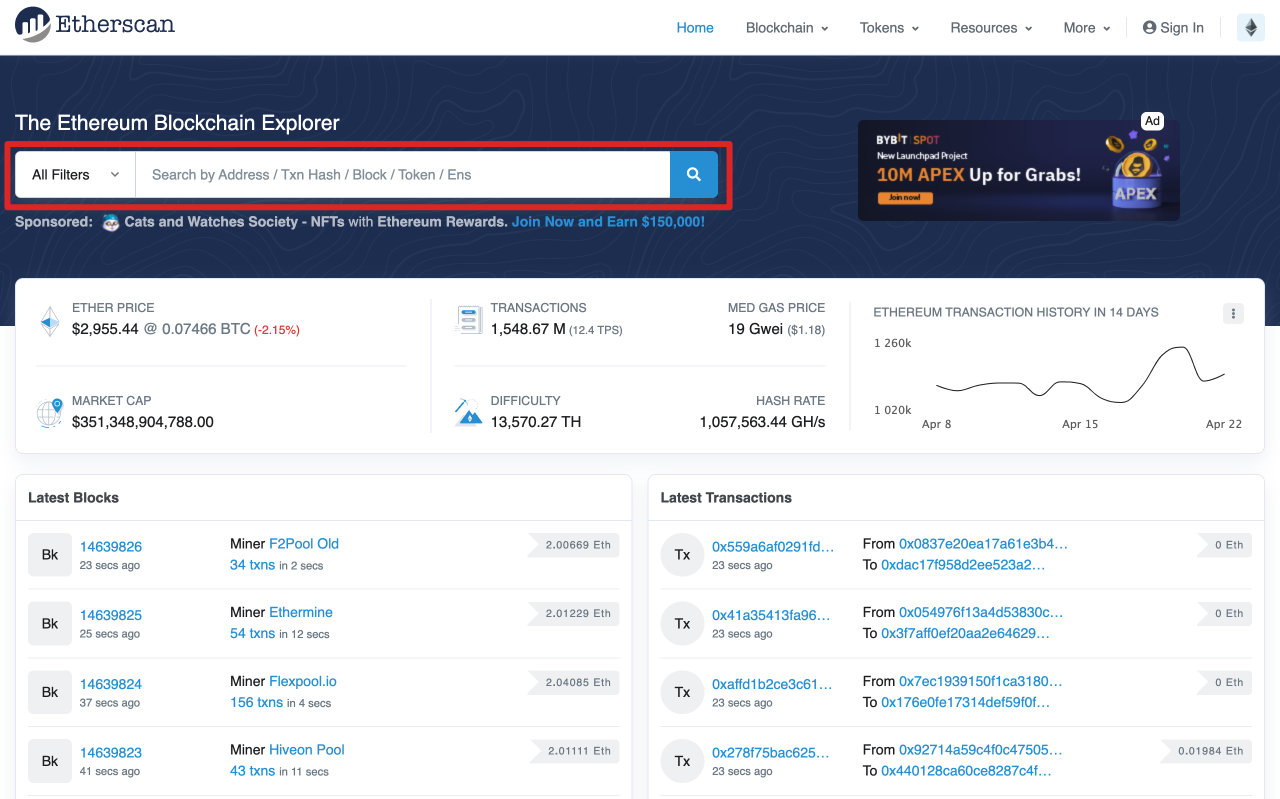 Etherscan
Home Blockchain Tokens Resources More Sign In
The Ethereum Blockchain Explorer
All Filters Search by Address / Txn Hash / Block / Token / Ens
Sponsored: Cats and Watches Society - NFTs with Ethereum Rewards. Join Now and Earn $150,000!
Ad
BYBIT SPOT
New Launchpad Project
10M APEX Up for Grabs!
Join now!
APEX
ETHER PRICE
$2,955.44 @ 0.07466 BTC (-2.15%)
MARKET CAP
$351,348,904,788.00
TRANSACTIONS
1,548.67 M (12.4 TPS)
MED GAS PRICE
19 Gwei ($1.18)
DIFFICULTY
13,570.27 TH
HASH RATE
1,057,563.44 GH/s
ETHEREUM TRANSACTION HISTORY IN 14 DAYS
1 260k
1 020k
Apr 8 Apr 15 Apr 22
Latest Blocks
Bk 14639826 Miner F2Pool Old 2.00669 Eth
23 secs ago 34 txns in 2 secs
Bk 14639825 Miner Ethermine 2.01229 Eth
25 secs ago 54 txns in 12 secs
Bk 14639824 Miner Flexpool.io 2.04085 Eth
37 secs ago 156 txns in 4 secs
Bk 14639823 Miner Hiveon Pool 2.01111 Eth
41 secs ago 43 txns in 11 secs
Latest Transactions
Tx 0x559a6af0291fd... From 0x0837e20ea17a61e3b4... 0 Eth
23 secs ago To 0xdac17f958d2ee523a2...
Tx 0x41a35413fa96... From 0x054976f13a4d53830c... 0 Eth
23 secs ago To 0x3f7aff0ef20aa2e64629...
Tx 0xaffd1b2ce3c61... From 0x7ec1939150f1ca3180... 0 Eth
23 secs ago To 0x176e0fe17314def59f0f...
Tx 0x278f75bac625... From 0x92714a59c4f0c47505... 0.01984 Eth
23 secs ago To 0x440128ca60ce8287c4f...